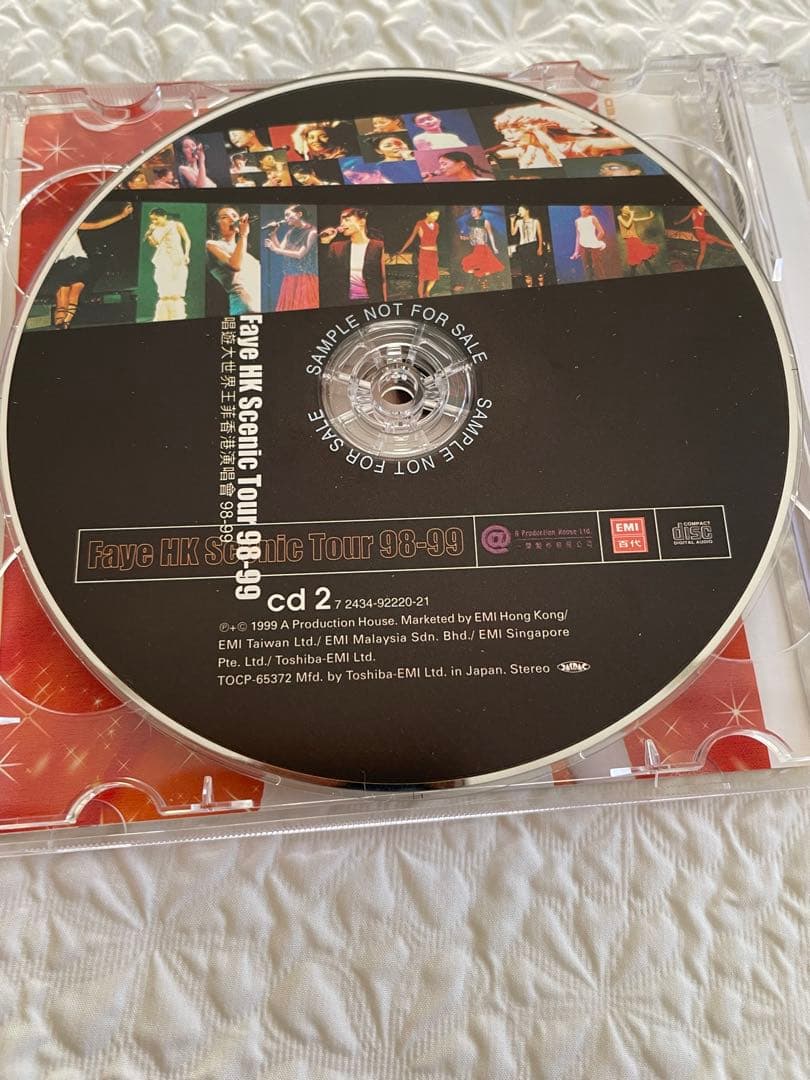 SAMPLE NOT FOR SALE
SAMPLE NOT FOR SALE
Faye HK Scenic Tour 98-99
唱遊大世界王菲香港演唱會 98-99
Faye HK Scenic Tour 98-99
@ A Production House Ltd.
EMI
百代
COMPACT
disc
DIGITAL AUDIO
cd 2 7 2434-92220-21
℗+© 1999 A Production House. Marketed by EMI Hong Kong/
EMI Taiwan Ltd./ EMI Malaysia Sdn. Bhd./ EMI Singapore
Pte. Ltd./ Toshiba-EMI Ltd.
TOCP-65372 Mfd. by Toshiba-EMI Ltd. in Japan. Stereo